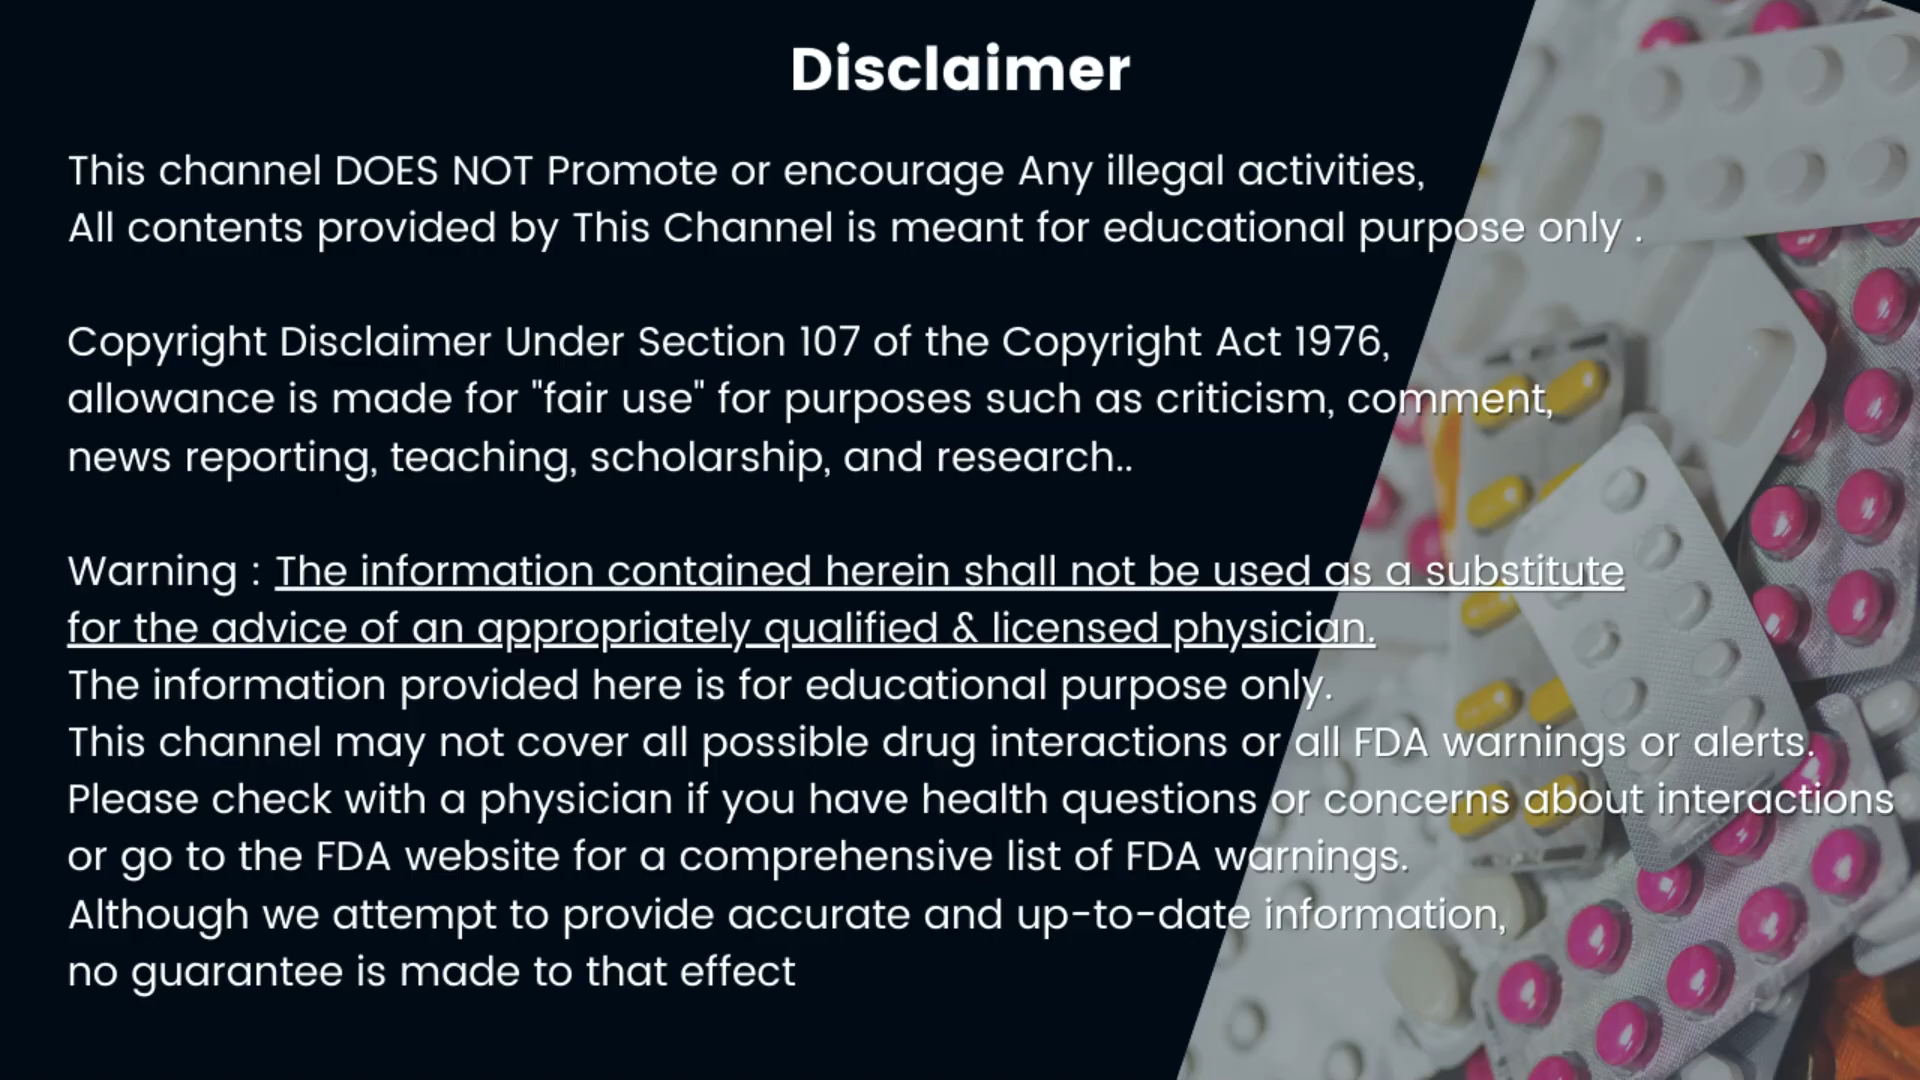 Disclaimer
This channel DOES NOT Promote or encourage Any illegal activities,
All contents provided by This Channel is meant for educational purpose only .
Copyright Disclaimer Under Section 107 of the Copyright Act 1976,
allowance is made for "fair use" for purposes such as criticism, comment,
news reporting, teaching, scholarship, and research..
Warning : The information contained herein shall not be used as a substitute
for the advice of an appropriately qualified & licensed physician.
The information provided here is for educational purpose only.
This channel may not cover all possible drug interactions or all FDA warnings or alerts.
Please check with a physician if you have health questions or concerns about interactions
or go to the FDA website for a comprehensive list of FDA warnings.
Although we attempt to provide accurate and up-to-date information,
no guarantee is made to that effect